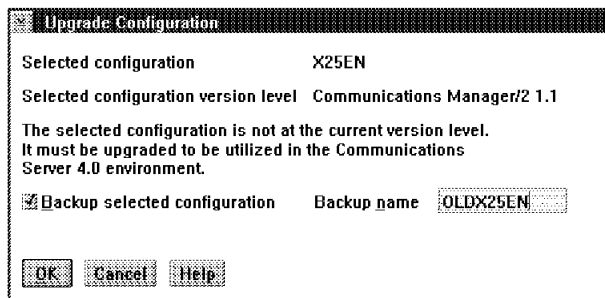 Upgrade Configuration
Selected configuration X25EN
Selected configuration version level Communications Manager/2 1.1
The selected configuration is not at the current version level.
It must be upgraded to be utilized in the Communications
Server 4.0 environment.
Backup selected configuration Backup name OLDX25EN
OK Cancel Help